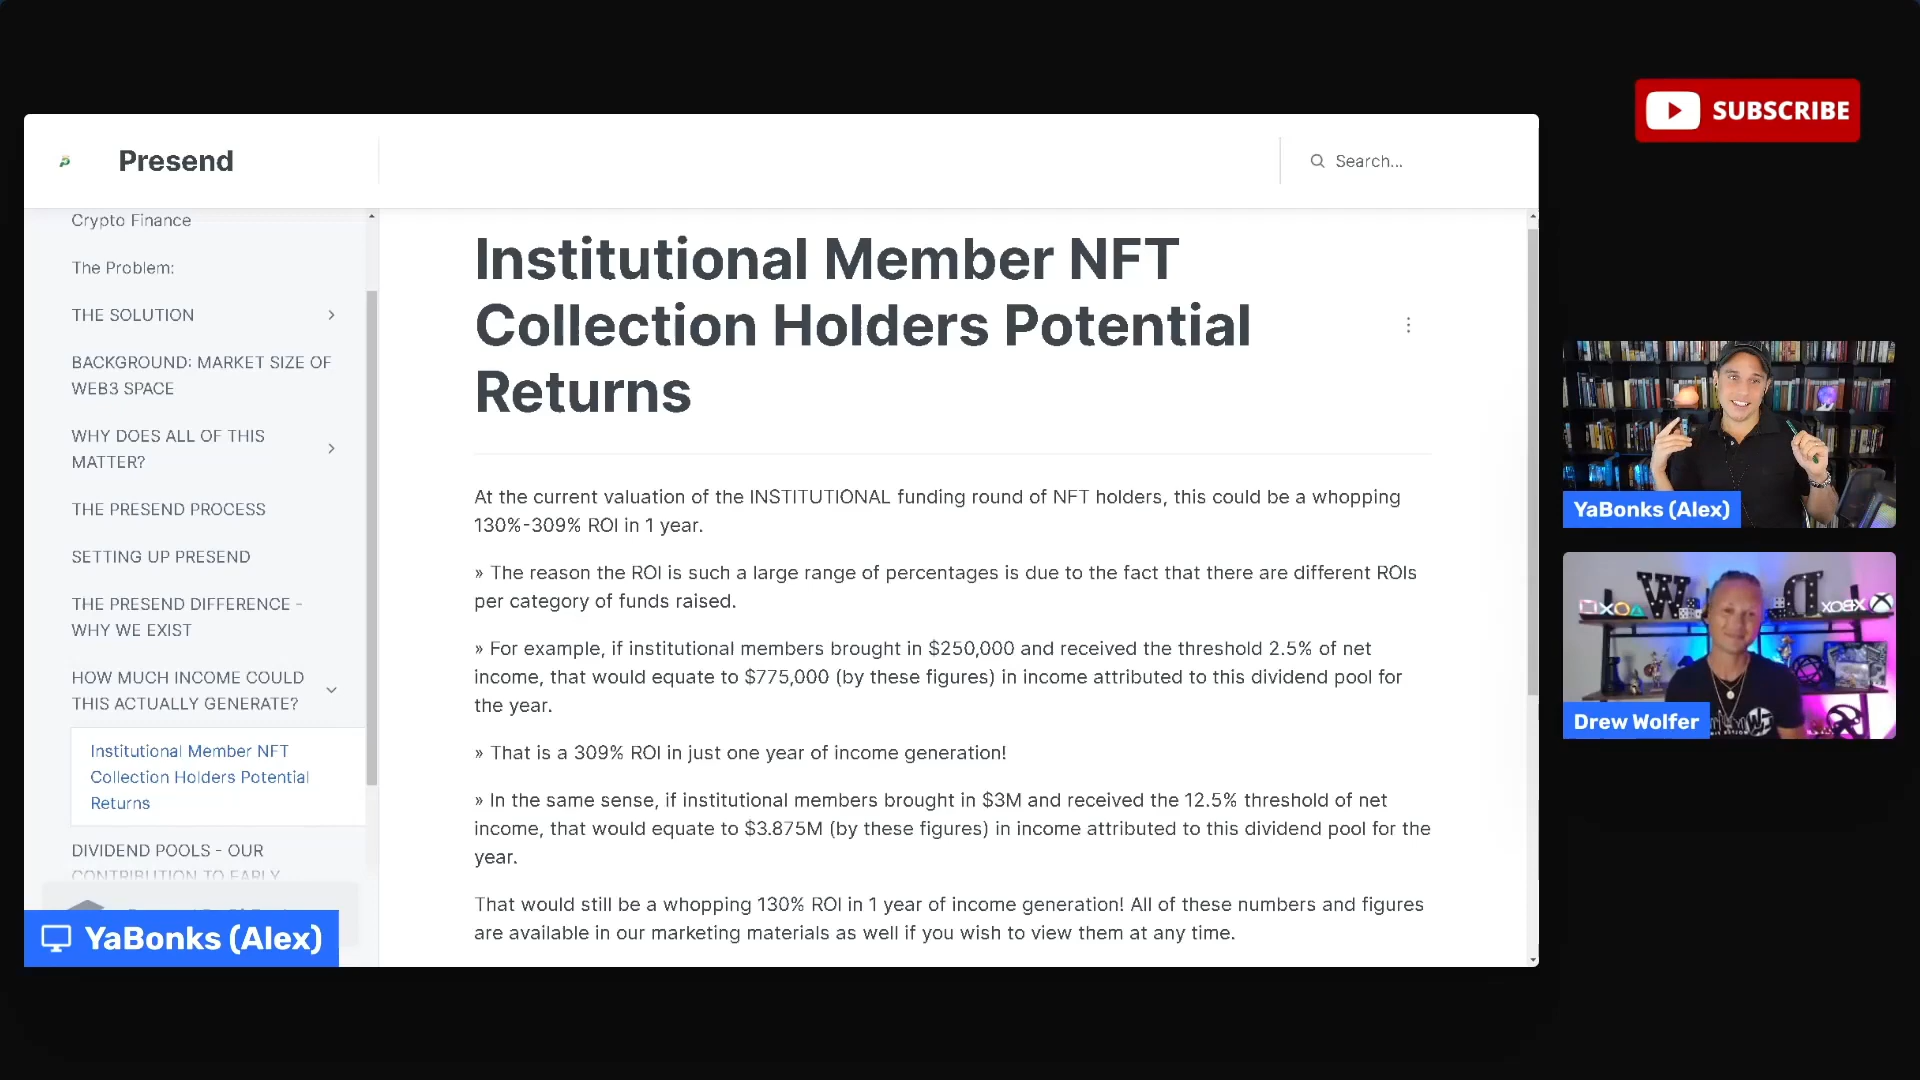 SUBSCRIBE
Presend
Search...
Crypto Finance
The Problem:
THE SOLUTION
BACKGROUND: MARKET SIZE OF
WEB3 SPACE
WHY DOES ALL OF THIS
MATTER?
THE PRESEND PROCESS
SETTING UP PRESEND
THE PRESEND DIFFERENCE -
WHY WE EXIST
HOW MUCH INCOME COULD
THIS ACTUALLY GENERATE?
Institutional Member NFT
Collection Holders Potential
Returns
DIVIDEND POOLS - OUR
CONTRIBUTION TO EARLY
YaBonks (Alex)
Institutional Member NFT
Collection Holders Potential
Returns
At the current valuation of the INSTITUTIONAL funding round of NFT holders, this could be a whopping
130%-309% ROI in 1 year.
» The reason the ROI is such a large range of percentages is due to the fact that there are different ROIs
per category of funds raised.
» For example, if institutional members brought in $250,000 and received the threshold 2.5% of net
income, that would equate to $775,000 (by these figures) in income attributed to this dividend pool for
the year.
» That is a 309% ROI in just one year of income generation!
» In the same sense, if institutional members brought in $3M and received the 12.5% threshold of net
income, that would equate to $3.875M (by these figures) in income attributed to this dividend pool for the
year.
That would still be a whopping 130% ROI in 1 year of income generation! All of these numbers and figures
are available in our marketing materials as well if you wish to view them at any time.
YaBonks (Alex)
W D
XBOX
Drew Wolfer